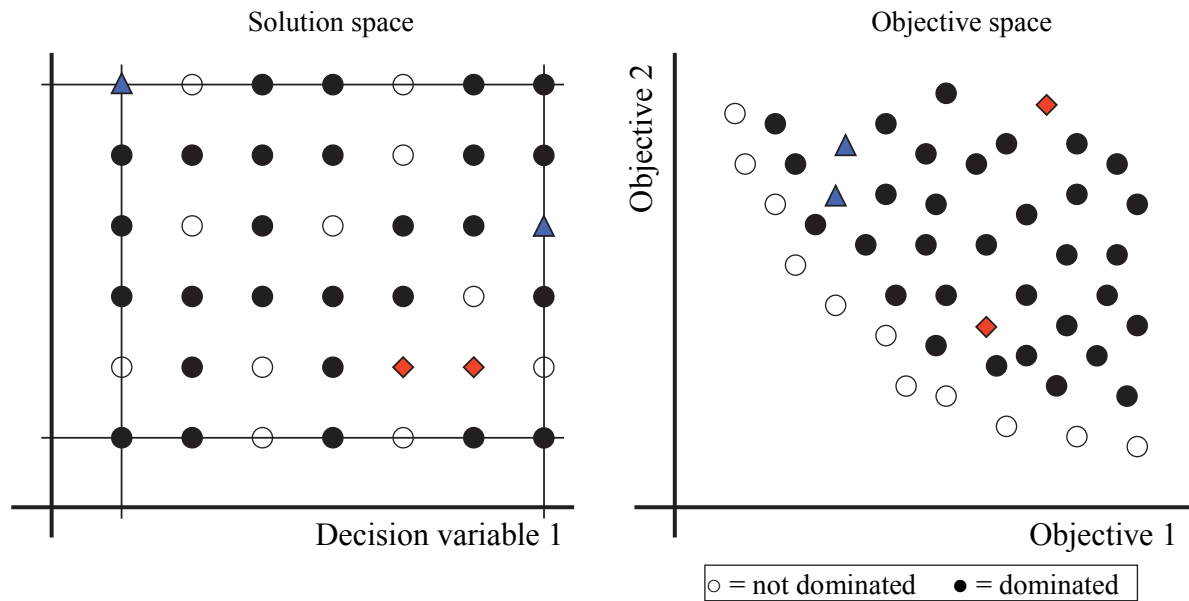 Solution space
Objective space
Objective 2
Decision variable 1
Objective 1
= not dominated
= dominated